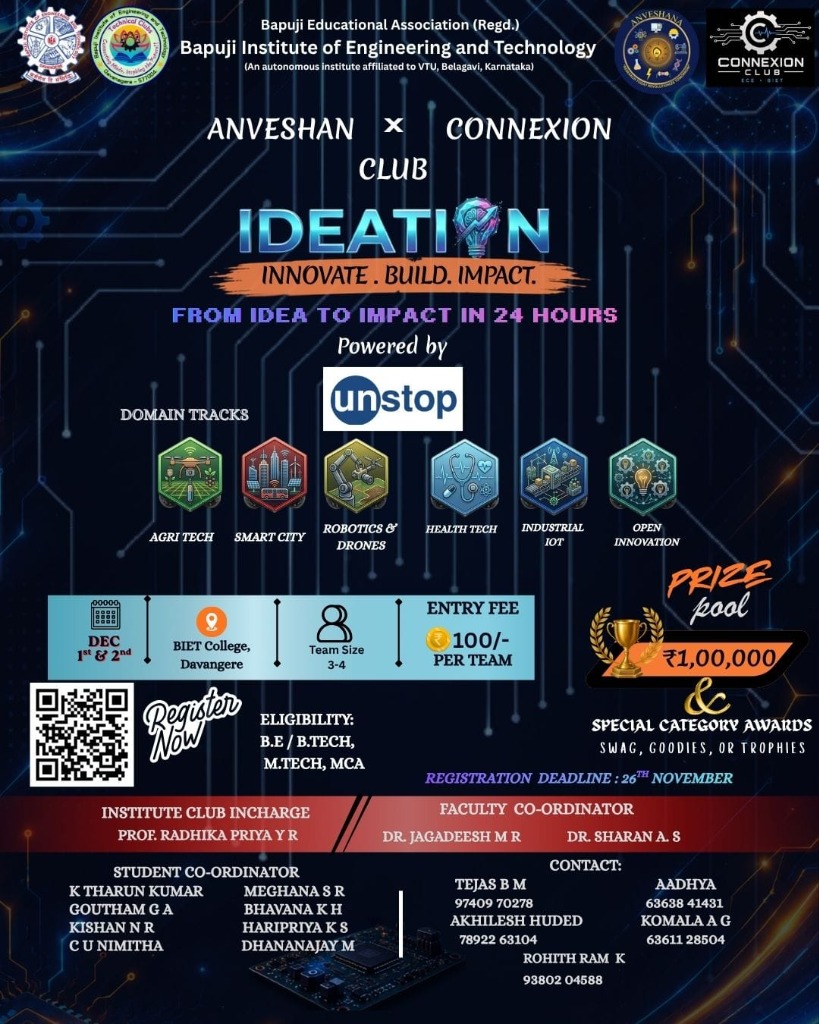 Bapuji Educational Association (Regd.)
Bapuji Institute of Engineering and Technology
(An autonomous institute affiliated to VTU, Belagavi, Karnataka)
Technical Clubs
ANVESHANA
CONNEXION
CLUB
ECE - BIET
ANVESHAN X CONNEXION
CLUB
IDEATION
INNOVATE . BUILD. IMPACT.
FROM IDEA TO IMPACT IN 24 HOURS
Powered by
unstop
DOMAIN TRACKS
AGRI TECH
SMART CITY
ROBOTICS &
DRONES
HEALTH TECH
INDUSTRIAL
IOT
OPEN
INNOVATION
PRIZE
pool
₹1,00,000
&
SPECIAL CATEGORY AWARDS
SWAG, GOODIES, OR TROPHIES
DEC
1st & 2nd
BIET College,
Davangere
Team Size
3-4
ENTRY FEE
100/-
PER TEAM
Register
Now
ELIGIBILITY:
B.E / B.TECH,
M.TECH, MCA
REGISTRATION DEADLINE : 26TH NOVEMBER
INSTITUTE CLUB INCHARGE
PROF. RADHIKA PRIYA Y R
FACULTY CO-ORDINATOR
DR. JAGADEESH M R DR. SHARAN A. S
STUDENT CO-ORDINATOR
K THARUN KUMAR MEGHANA S R
GOUTHAM G A BHAVANA K H
KISHAN N R HARIPRIYA K S
C U NIMITHA DHANANAJAY M
CONTACT:
TEJAS B M AADHYA
97409 70278 63638 41431
AKHILESH HUDED KOMALA A G
78922 63104 63611 28504
ROHITH RAM K
93802 04588